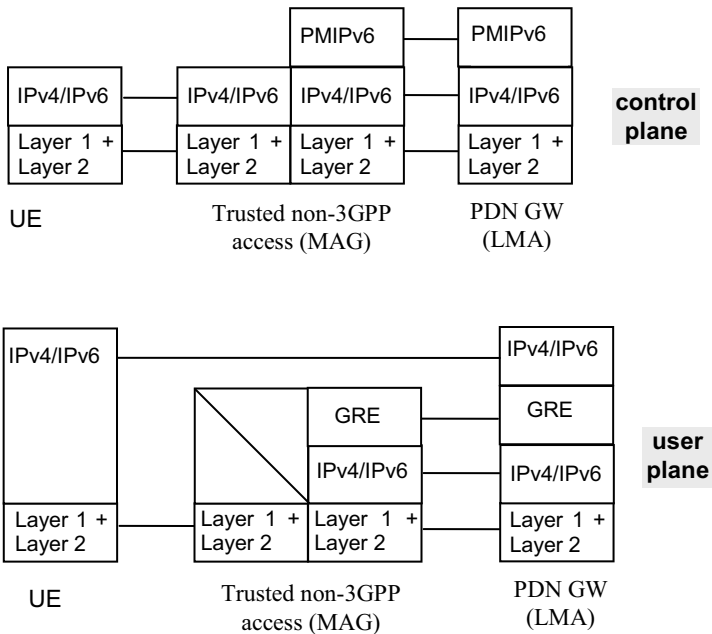 PMIPv6
PMIPv6
IPv4/IPv6
IPv4/IPv6
IPv4/IPv6
IPv4/IPv6
control
plane
Layer 1 +
Layer 2
Layer 1 +
Layer 2
Layer 1 +
Layer 2
Layer 1 +
Layer 2
UE
Trusted non-3GPP
access (MAG)
PDN GW
(LMA)
IPv4/IPv6
IPv4/IPv6
GRE
GRE
IPv4/IPv6
IPv4/IPv6
user
plane
Layer 1 +
Layer 2
Layer 1 +
Layer 2
Layer 1 +
Layer 2
Layer 1 +
Layer 2
UE
Trusted non-3GPP
access (MAG)
PDN GW
(LMA)